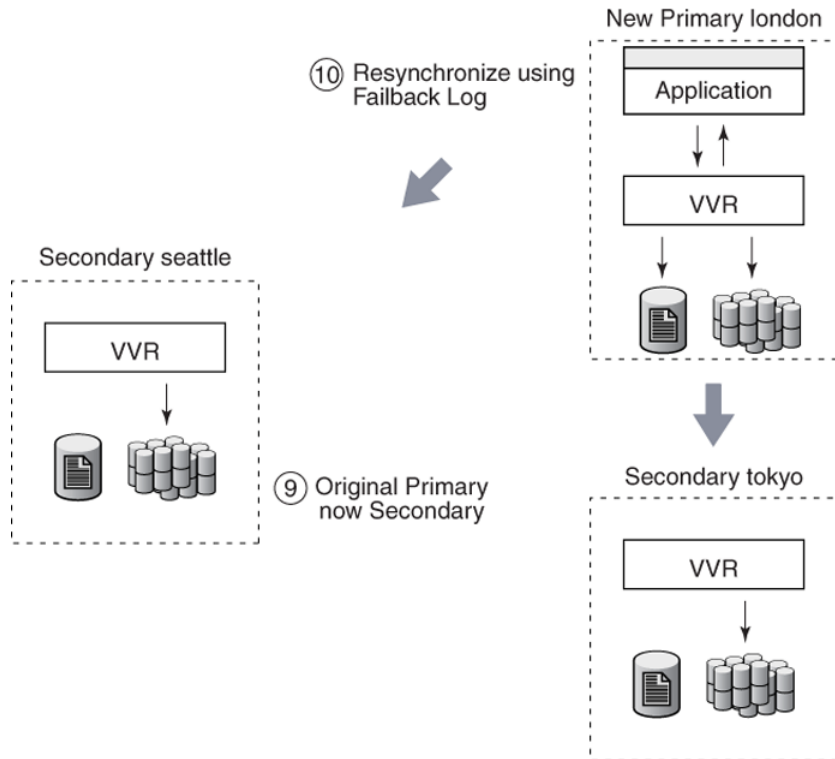 New Primary london
⑩ Resynchronize using
Failback Log
Application
VVR
Secondary seattle
VVR
⑨ Original Primary
now Secondary
Secondary tokyo
VVR